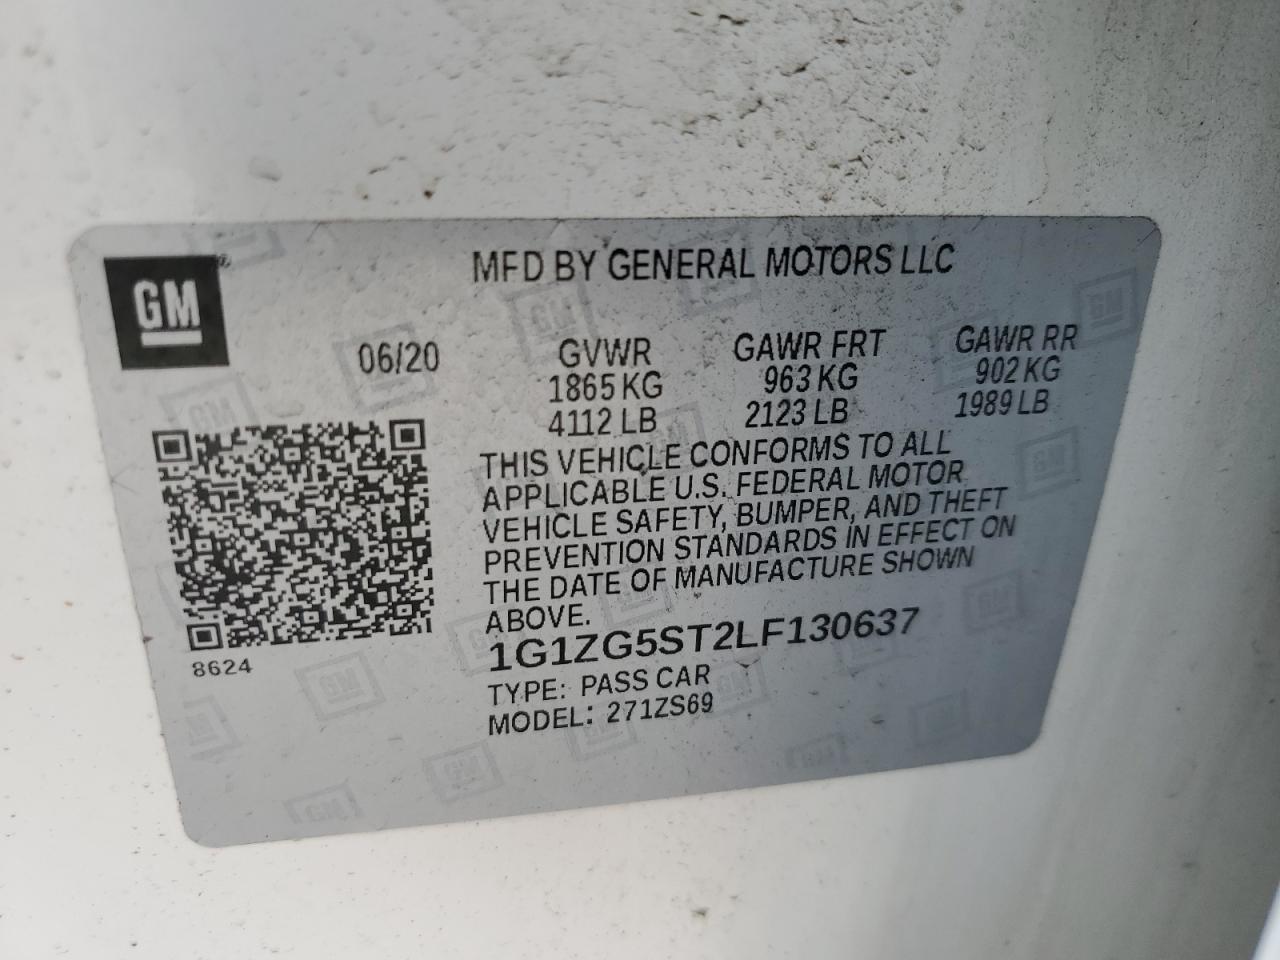 GM
MFD BY GENERAL MOTORS LLC
06/20
GVWR GAWR FRT GAWR RR
1865 KG 963 KG 902 KG
4112 LB 2123 LB 1989 LB
THIS VEHICLE CONFORMS TO ALL
APPLICABLE U.S. FEDERAL MOTOR
VEHICLE SAFETY, BUMPER, AND THEFT
PREVENTION STANDARDS IN EFFECT ON
THE DATE OF MANUFACTURE SHOWN
ABOVE.
8624
1G1ZG5ST2LF130637
TYPE: PASS CAR
MODEL: 271ZS69